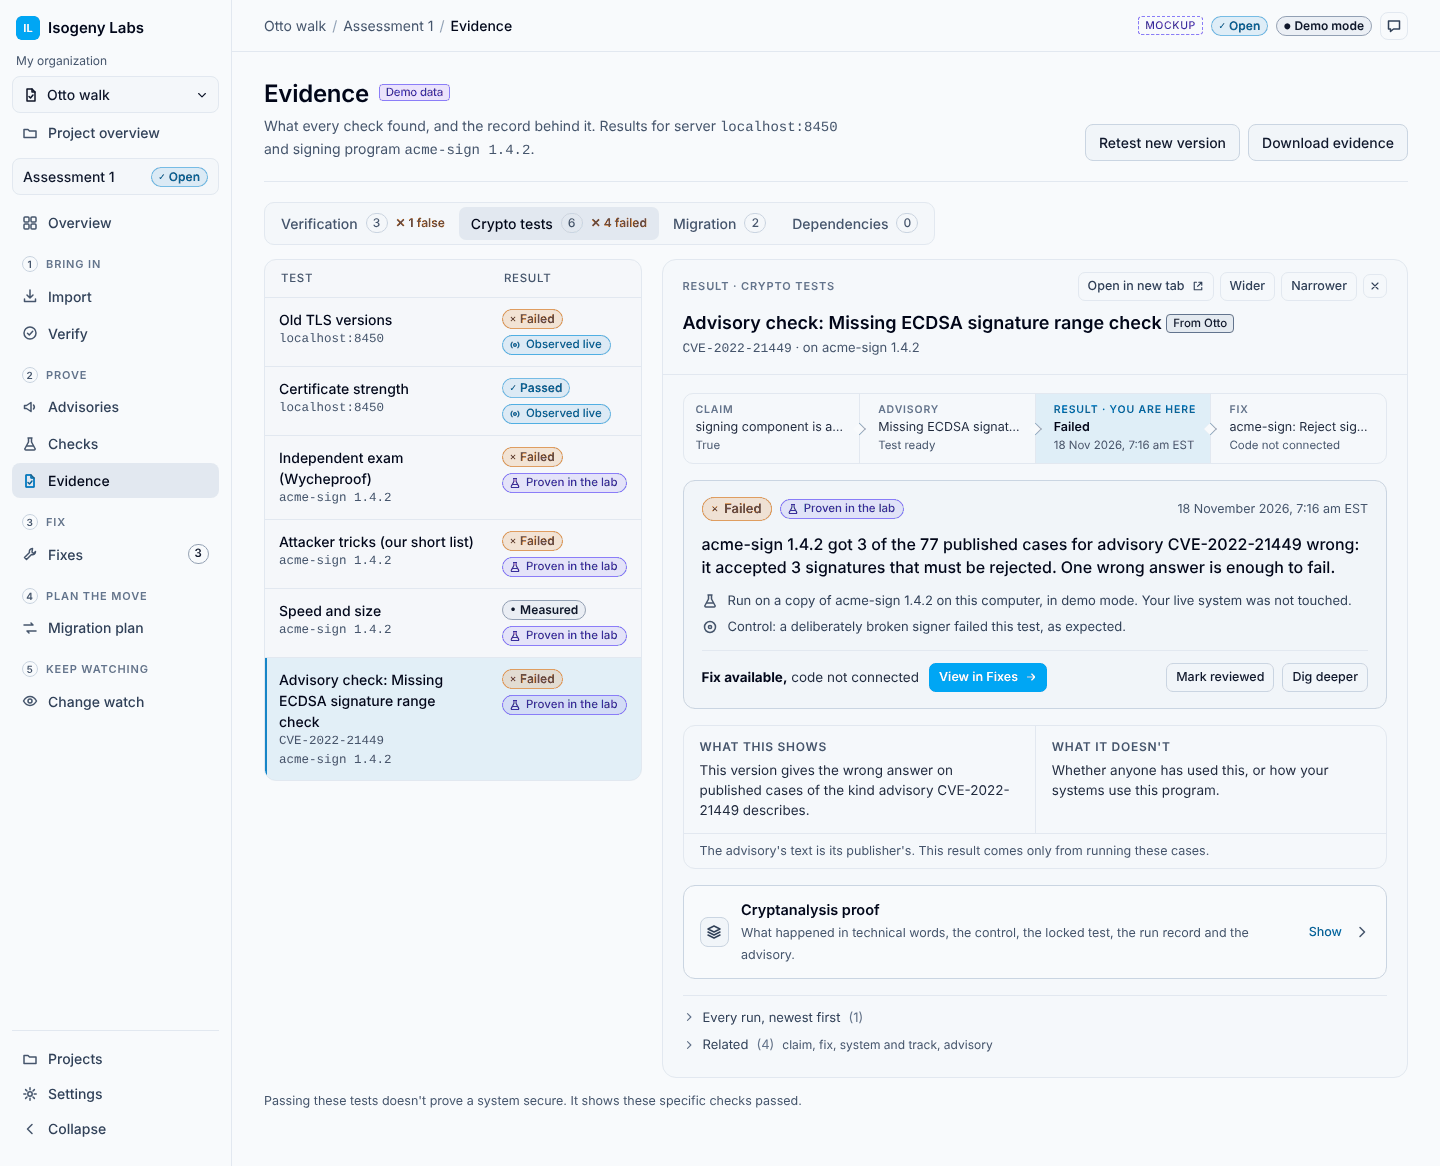 IL Isogeny Labs
My organization
Otto walk
Project overview
Assessment 1 ✓ Open
Overview
1 BRING IN
Import
Verify
2 PROVE
Advisories
Checks
Evidence
3 FIX
Fixes 3
4 PLAN THE MOVE
Migration plan
5 KEEP WATCHING
Change watch
Projects
Settings
Collapse
Otto walk / Assessment 1 / Evidence
MOCKUP ✓ Open • Demo mode
Evidence Demo data
What every check found, and the record behind it. Results for server localhost:8450
and signing program acme-sign 1.4.2.
Retest new version Download evidence
Verification 3 ✕ 1 false Crypto tests 6 ✕ 4 failed Migration 2 Dependencies 0
TEST RESULT
Old TLS versions × Failed
localhost:8450 Observed live
Certificate strength ✓ Passed
localhost:8450 Observed live
Independent exam × Failed
(Wycheproof) Proven in the lab
acme-sign 1.4.2
Attacker tricks (our short list) × Failed
acme-sign 1.4.2 Proven in the lab
Speed and size • Measured
acme-sign 1.4.2 Proven in the lab
Advisory check: Missing × Failed
ECDSA signature range Proven in the lab
check
CVE-2022-21449
acme-sign 1.4.2
RESULT · CRYPTO TESTS Open in new tab Wider Narrower ✕
Advisory check: Missing ECDSA signature range check From Otto
CVE-2022-21449 · on acme-sign 1.4.2
CLAIM
signing component is a...
True
ADVISORY
Missing ECDSA signat...
Test ready
RESULT · YOU ARE HERE
Failed
18 Nov 2026, 7:16 am EST
FIX
acme-sign: Reject sig...
Code not connected
× Failed Proven in the lab 18 November 2026, 7:16 am EST
acme-sign 1.4.2 got 3 of the 77 published cases for advisory CVE-2022-21449 wrong:
it accepted 3 signatures that must be rejected. One wrong answer is enough to fail.
Run on a copy of acme-sign 1.4.2 on this computer, in demo mode. Your live system was not touched.
Control: a deliberately broken signer failed this test, as expected.
Fix available, code not connected View in Fixes → Mark reviewed Dig deeper
WHAT THIS SHOWS
This version gives the wrong answer on
published cases of the kind advisory CVE-2022-
21449 describes.
WHAT IT DOESN'T
Whether anyone has used this, or how your
systems use this program.
The advisory's text is its publisher's. This result comes only from running these cases.
Cryptanalysis proof
What happened in technical words, the control, the locked test, the run record and the
advisory.
Show
Every run, newest first (1)
Related (4) claim, fix, system and track, advisory
Passing these tests doesn't prove a system secure. It shows these specific checks passed.